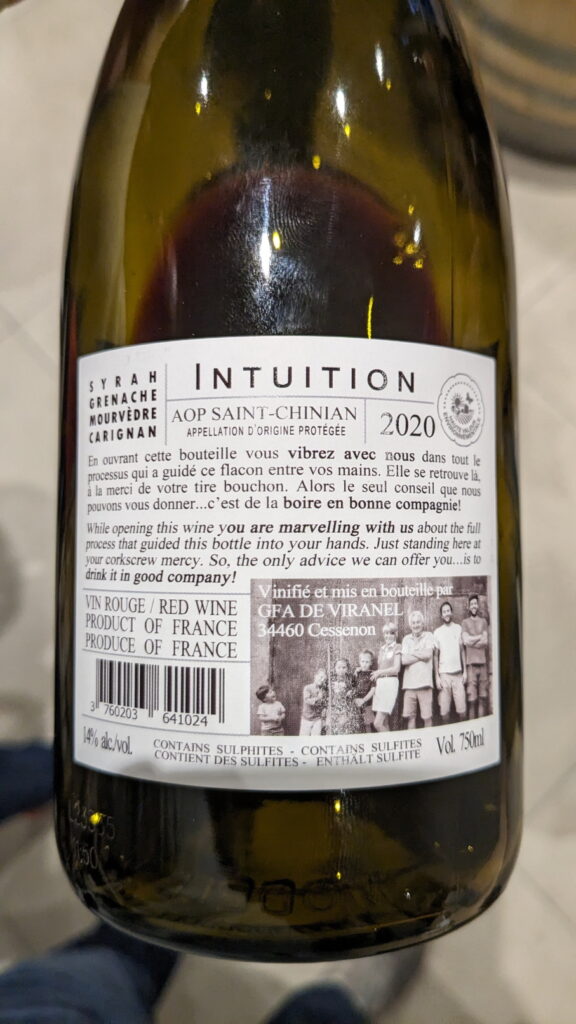 SYRAH
GRENACHE
MOURVÈDRE
CARIGNAN
INTUITION
AOP SAINT-CHINIAN
APPELLATION D'ORIGINE PROTÉGÉE
2020
En ouvrant cette bouteille vous vibrez avec nous dans tout le
processus qui a guidé ce flacon entre vos mains. Elle se retrouve là,
à la merci de votre tire bouchon. Alors le seul conseil que nous
pouvons vous donner...c'est de la boire en bonne compagnie!
While opening this wine you are marvelling with us about the full
process that guided this bottle into your hands. Just standing here at
your corkscrew mercy. So, the only advice we can offer you...is to
drink it in good company!
VIN ROUGE / RED WINE
PRODUCT OF FRANCE
PRODUCE OF FRANCE
Vinifié et mis en bouteille par
GFA DE VIRANEL
34460 Cessenon
3 760203 641024
14% alc./vol.
CONTAINS SULPHITES - CONTAINS SULFITES
CONTIENT DES SULFITES - ENTHÄLT SULFITE
Vol. 750ml